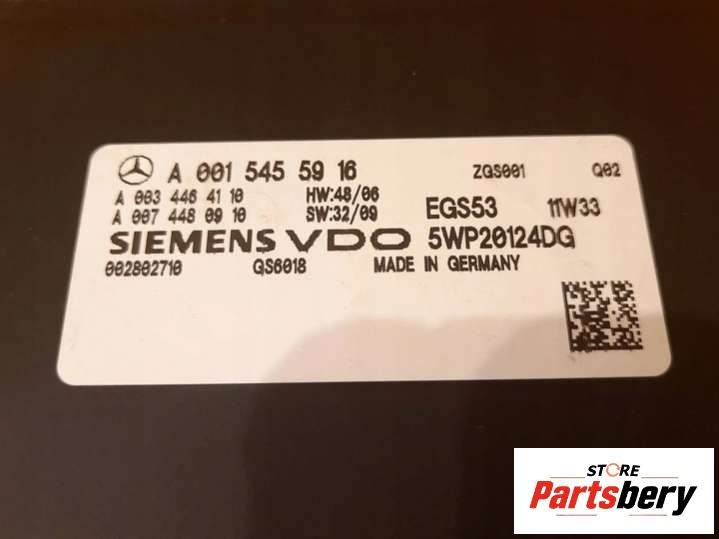 A 001 545 59 16 ZGS001 Q02
A 003 446 41 10 HW:48/06
A 007 448 09 10 SW:32/09 EGS53 11W33
SIEMENS VDO 5WP20124DG
002802710 GS6018 MADE IN GERMANY
STORE
Partsbery